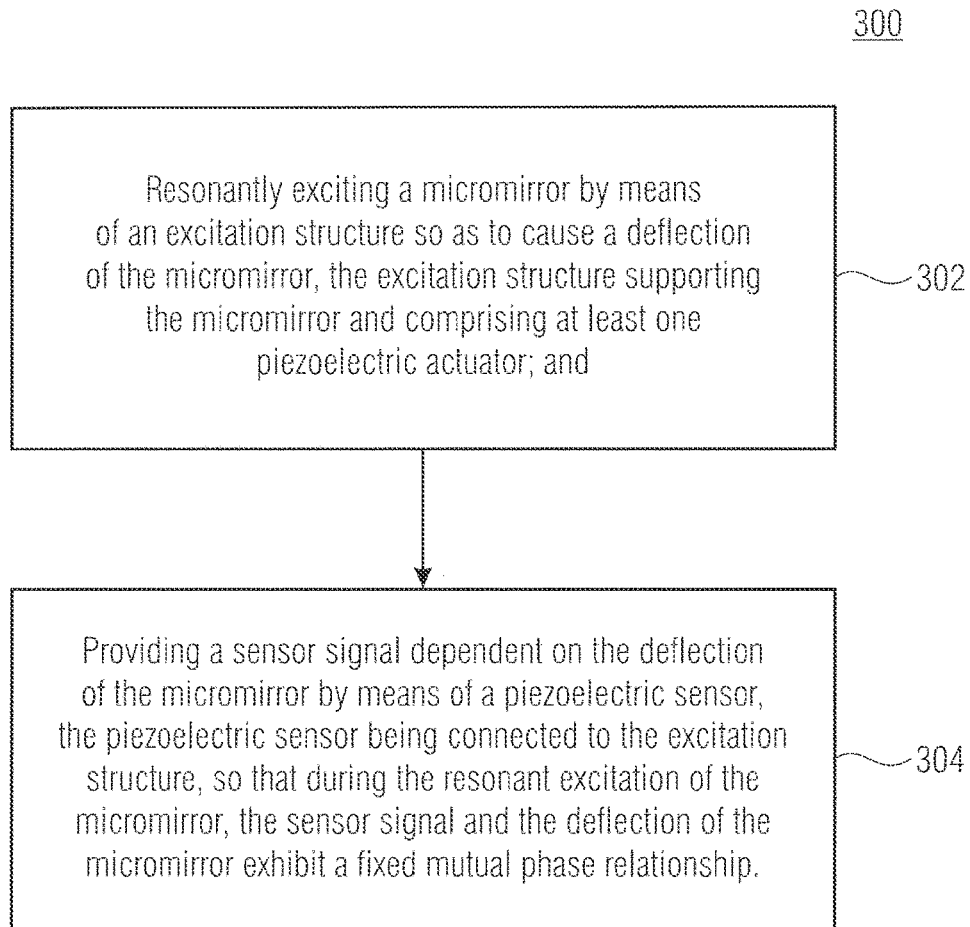 300
Resonantly exciting a micromirror by means
of an excitation structure so as to cause a deflection
of the micromirror, the excitation structure supporting
the micromirror and comprising at least one
piezoelectric actuator; and
302
Providing a sensor signal dependent on the deflection
of the micromirror by means of a piezoelectric sensor,
the piezoelectric sensor being connected to the excitation
structure, so that during the resonant excitation of the
micromirror, the sensor signal and the deflection of the
micromirror exhibit a fixed mutual phase relationship.
304